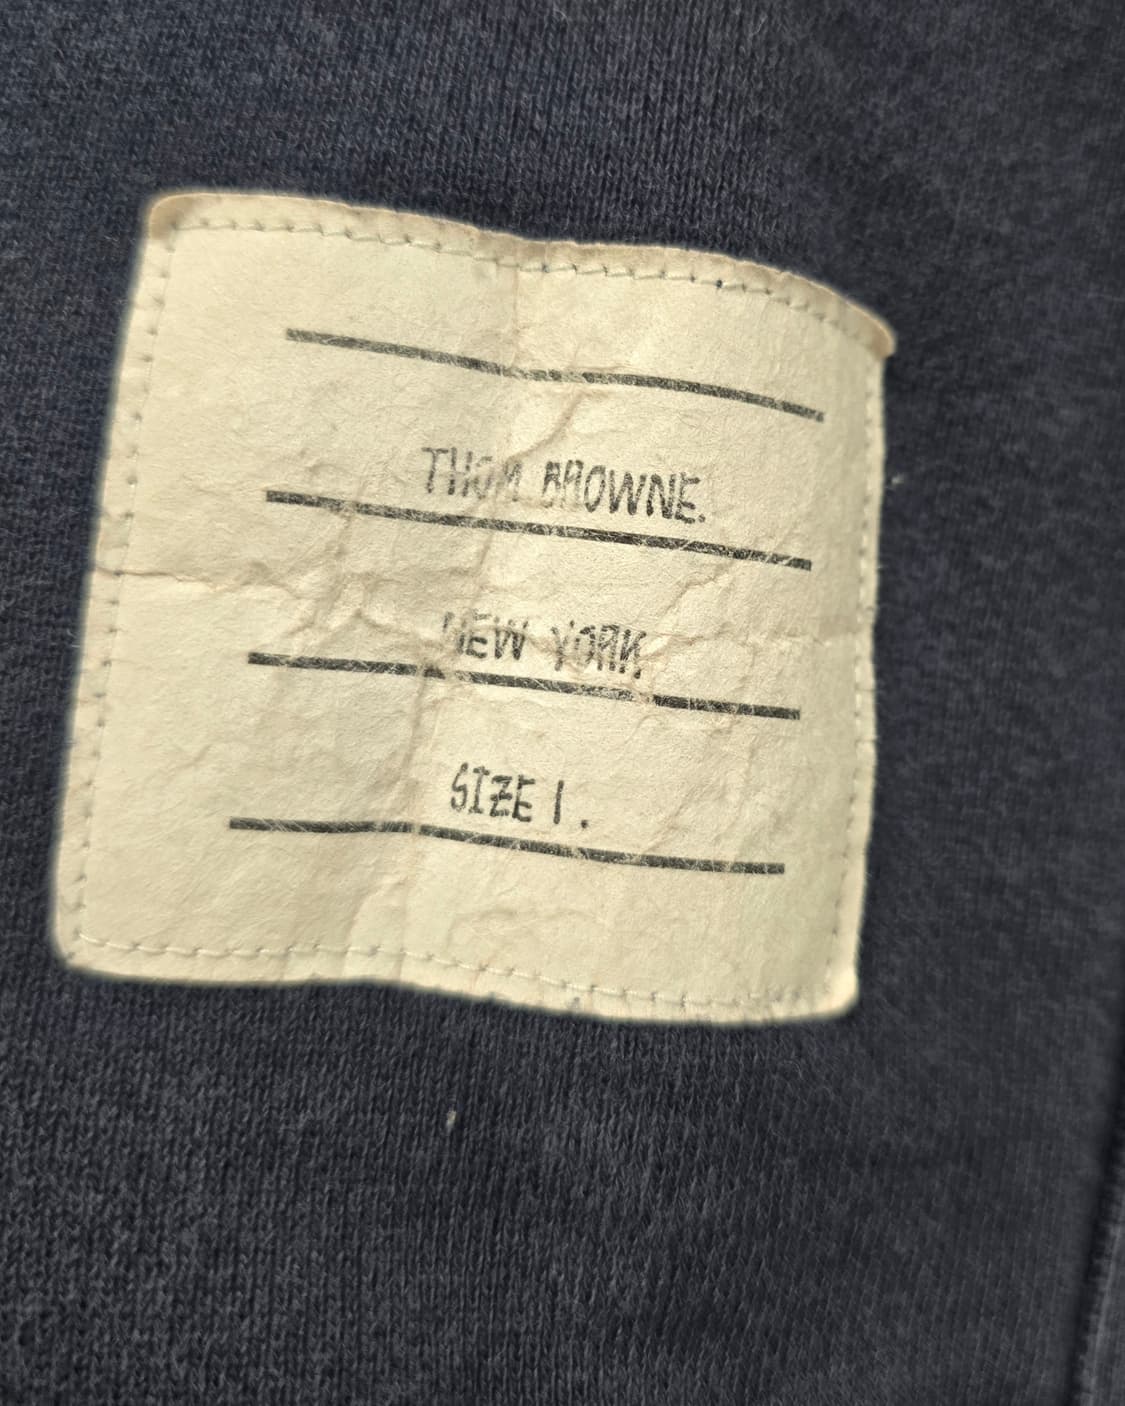 THOM BROWNE.
NEW YORK
SIZE 1.